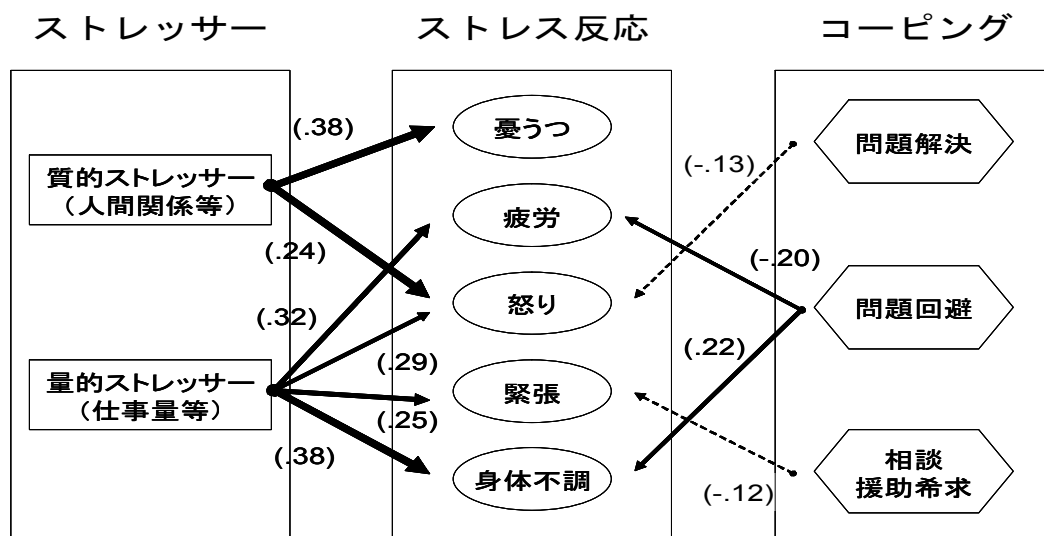 ストレッサー
ストレス反応
コーピング
質的ストレッサー
（人間関係等）
量的ストレッサー
（仕事量等）
(.38)
(.24)
(.32)
(.29)
(.25)
(.38)
憂うつ
疲労
怒り
緊張
身体不調
(-.13)
(-.20)
(.22)
(-.12)
問題解決
問題回避
相談
援助希求